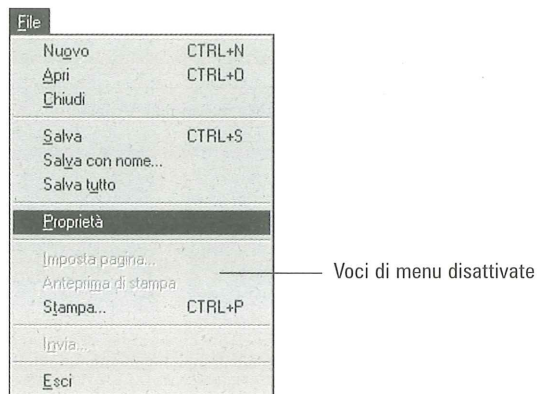 File
Nuovo CTRL+N
Apri CTRL+O
Chiudi
Salva CTRL+S
Salva con nome...
Salva tutto
Proprietà
Imposta pagina...
Anteprima di stampa
Voci di menu disattivate
Stampa... CTRL+P
Invia...
Esci